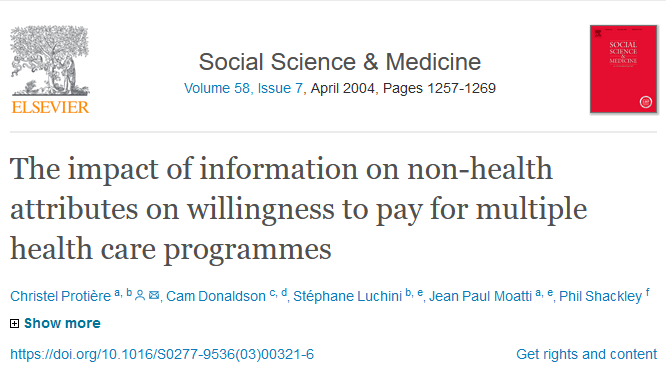 Social Science & Medicine
Volume 58, Issue 7, April 2004, Pages 1257-1269
ELSEVIER
SOCIAL
SCIENCE
& MEDICINE
The impact of information on non-health
attributes on willingness to pay for multiple
health care programmes
Christel Protière a, b, Cam Donaldson c, d, Stéphane Luchini b, e, Jean Paul Moatti a, e, Phil Shackley f
Show more
https://doi.org/10.1016/S0277-9536(03)00321-6
Get rights and content